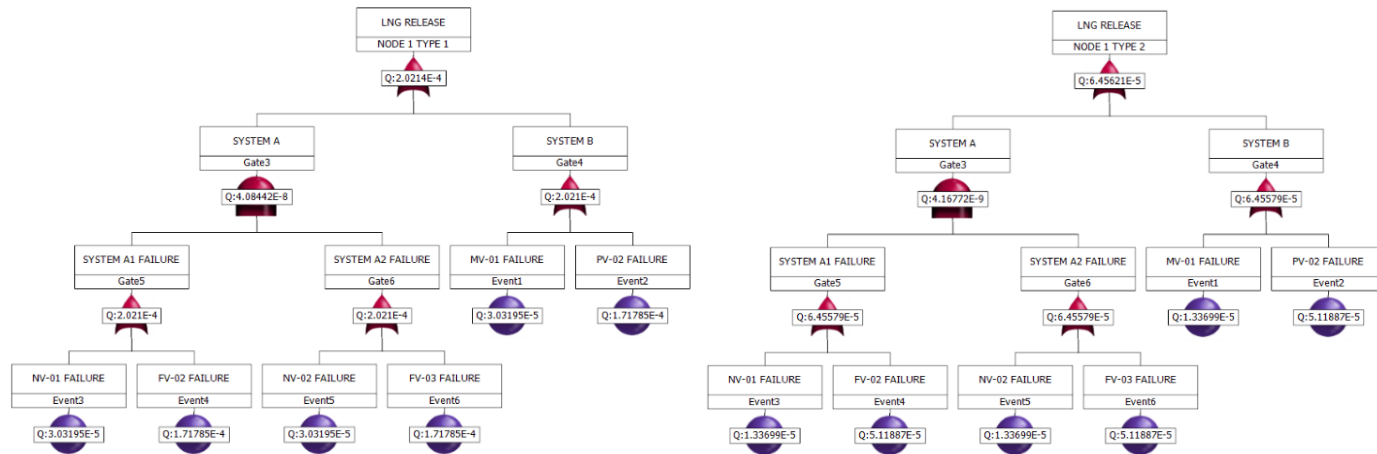 LNG RELEASE
NODE 1 TYPE 1
Q:2.0214E-4
SYSTEM A
Gate3
Q:4.08442E-8
SYSTEM B
Gate4
Q:2.021E-4
SYSTEM A1 FAILURE
Gate5
Q:2.021E-4
SYSTEM A2 FAILURE
Gate6
Q:2.021E-4
MV-01 FAILURE
Event1
Q:3.03195E-5
PV-02 FAILURE
Event2
Q:1.71785E-4
NV-01 FAILURE
Event3
Q:3.03195E-5
FV-02 FAILURE
Event4
Q:1.71785E-4
NV-02 FAILURE
Event5
Q:3.03195E-5
FV-03 FAILURE
Event6
Q:1.71785E-4
LNG RELEASE
NODE 1 TYPE 2
Q:6.45621E-5
SYSTEM A
Gate3
Q:4.16772E-9
SYSTEM B
Gate4
Q:6.45579E-5
SYSTEM A1 FAILURE
Gate5
Q:6.45579E-5
SYSTEM A2 FAILURE
Gate6
Q:6.45579E-5
MV-01 FAILURE
Event1
Q:1.33699E-5
PV-02 FAILURE
Event2
Q:5.11887E-5
NV-01 FAILURE
Event3
Q:1.33699E-5
FV-02 FAILURE
Event4
Q:5.11887E-5
NV-02 FAILURE
Event5
Q:1.33699E-5
FV-03 FAILURE
Event6
Q:5.11887E-5